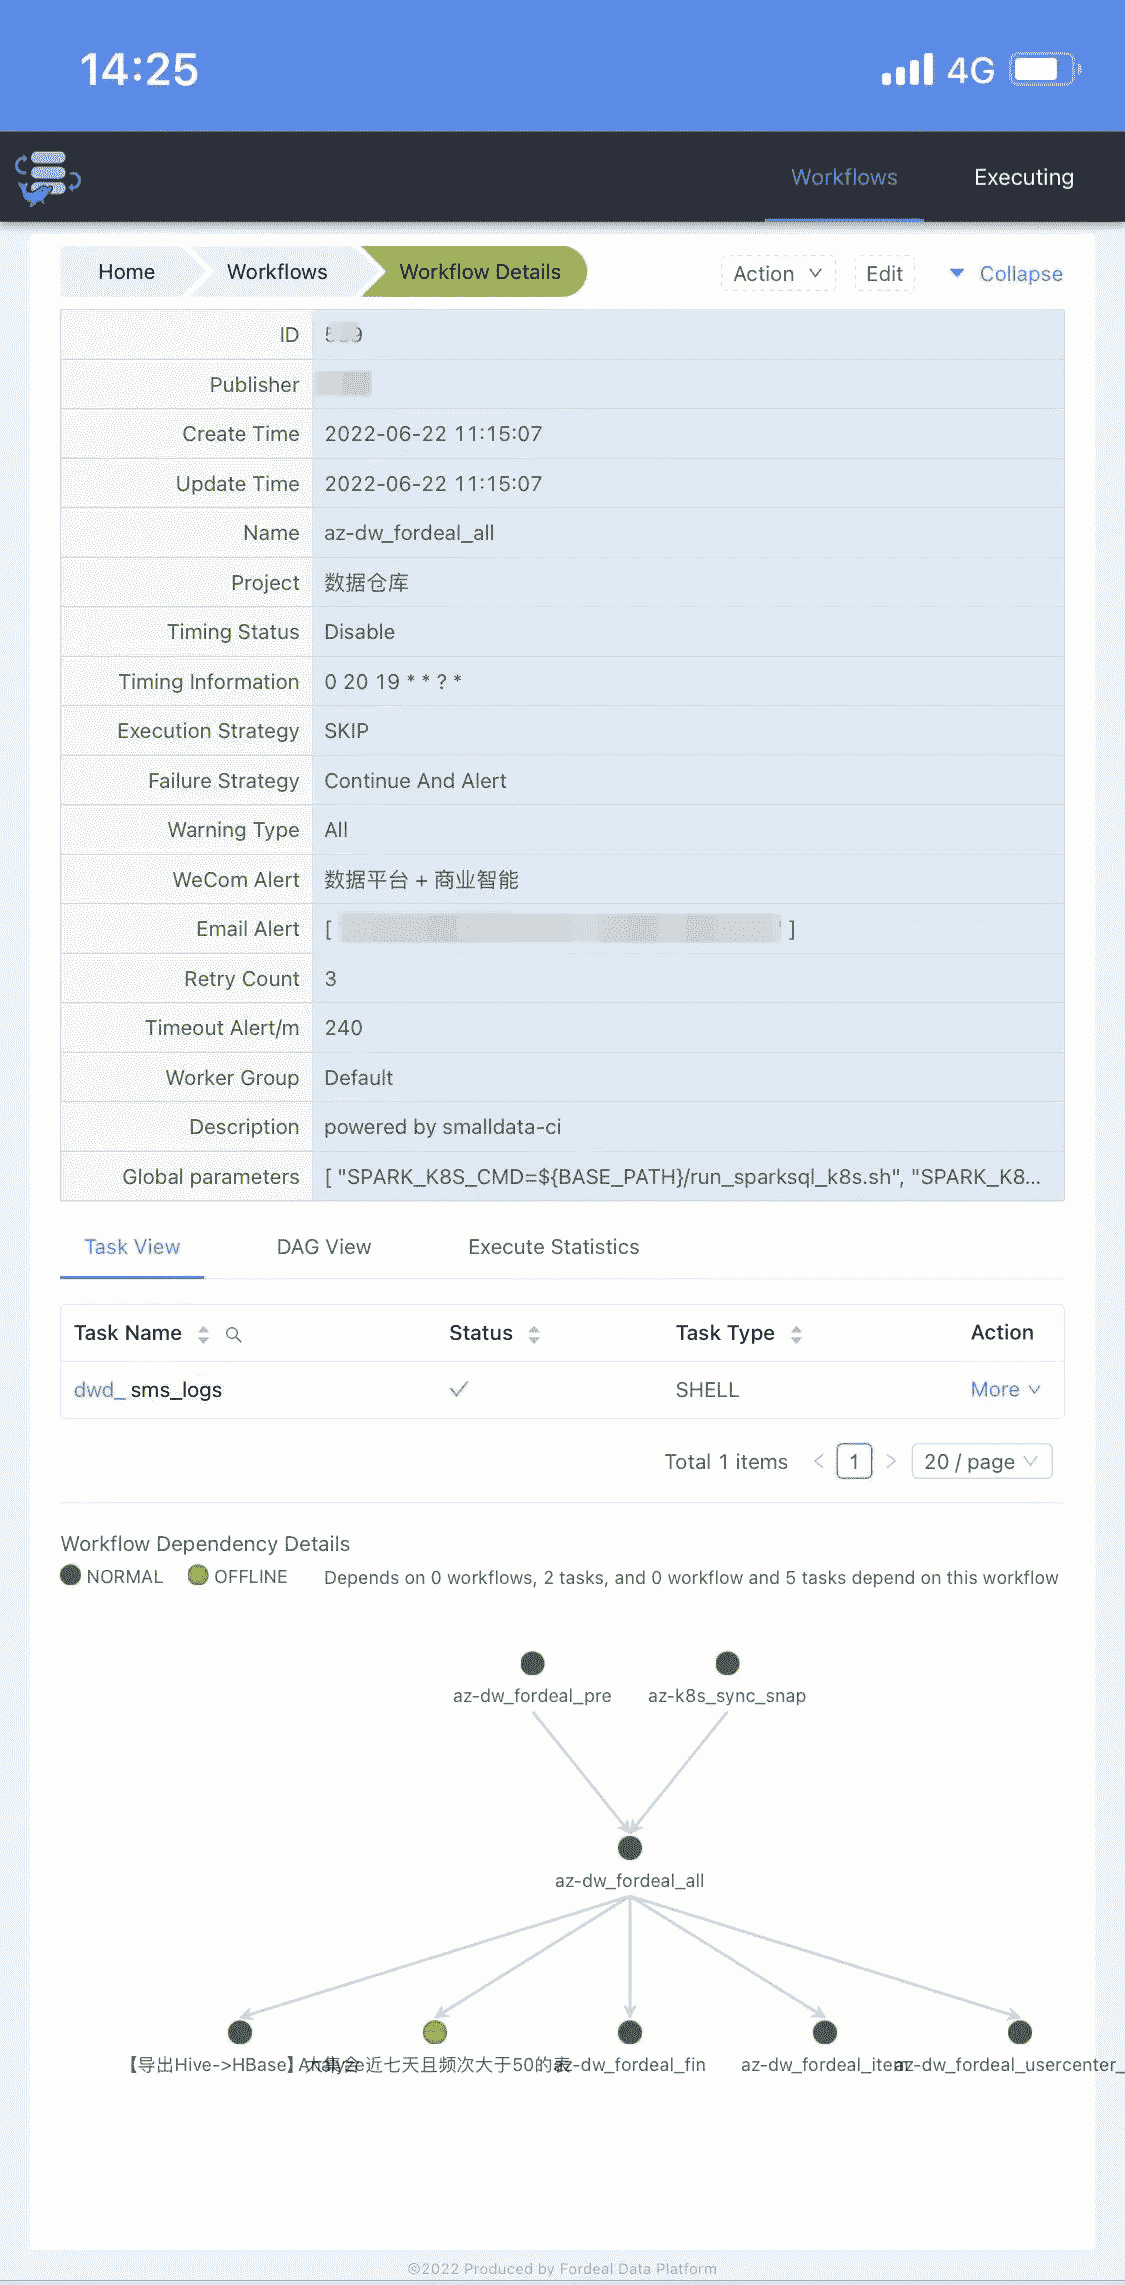 14:25 4G
Workflows Executing
Home Workflows Workflow Details Action Edit Collapse
ID
Publisher
Create Time 2022-06-22 11:15:07
Update Time 2022-06-22 11:15:07
Name az-dw_fordeal_all
Project 数据仓库
Timing Status Disable
Timing Information 0 20 19 * * ? *
Execution Strategy SKIP
Failure Strategy Continue And Alert
Warning Type All
WeCom Alert 数据平台 + 商业智能
Email Alert [ ' ]
Retry Count 3
Timeout Alert/m 240
Worker Group Default
Description powered by smalldata-ci
Global parameters [ "SPARK_K8S_CMD=${BASE_PATH}/run_sparksql_k8s.sh", "SPARK_K8...
Task View DAG View Execute Statistics
Task Name Status Task Type Action
dwd_ sms_logs SHELL More
Total 1 items < 1 > 20 / page
Workflow Dependency Details
NORMAL OFFLINE Depends on 0 workflows, 2 tasks, and 0 workflow and 5 tasks depend on this workflow
az-dw_fordeal_pre az-k8s_sync_snap
az-dw_fordeal_all
【导出Hive->HBase】大集合 Analyze近七天且频次大于50的表 az-dw_fordeal_fin az-dw_fordeal_item az-dw_fordeal_usercenter_
©2022 Produced by Fordeal Data Platform